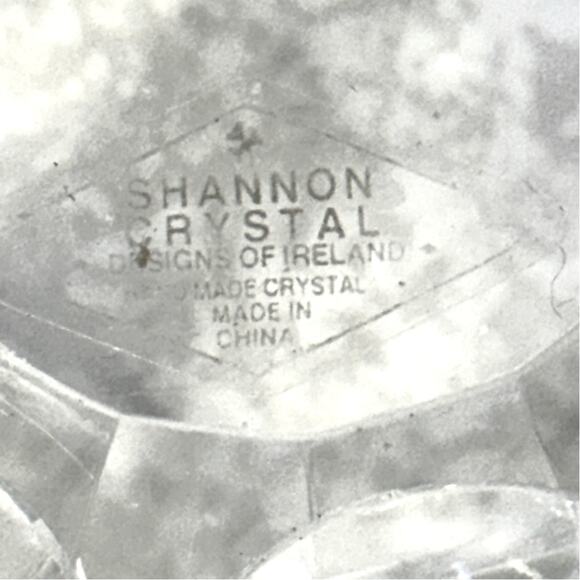 SHANNON
CRYSTAL
DESIGNS OF IRELAND
MADE CRYSTAL
MADE IN
CHINA